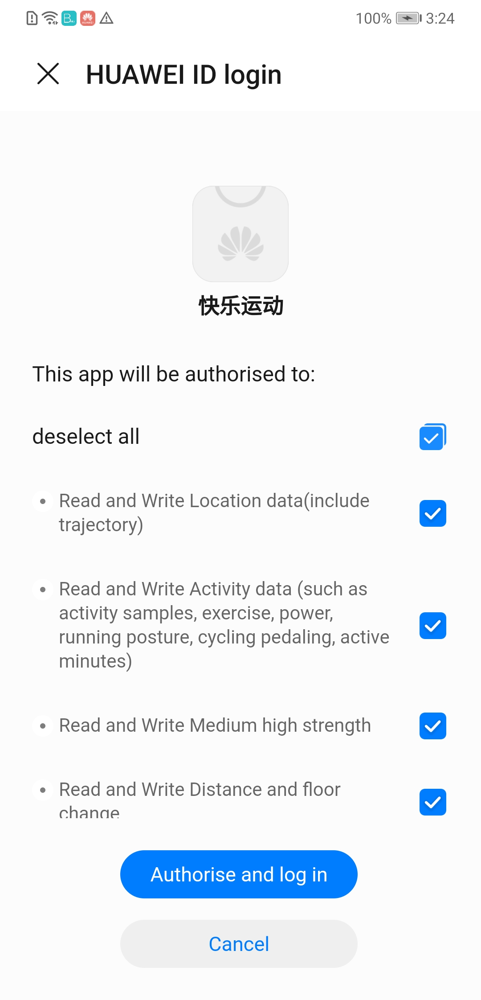 100% 3:24
HUAWEI ID login
快乐运动
This app will be authorised to:
deselect all
Read and Write Location data(include
trajectory)
Read and Write Activity data (such as
activity samples, exercise, power,
running posture, cycling pedaling, active
minutes)
Read and Write Medium high strength
Read and Write Distance and floor
change
Authorise and log in
Cancel